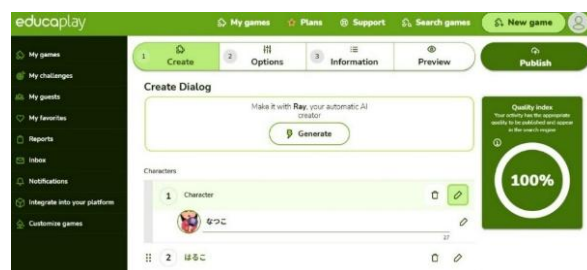 educaplay
My games
Plans
Support
Search games
New game
My games
My challenges
My guests
My favorites
Reports
Inbox
Notifications
Integrate into your platform
Customize games
1 Create
2 Options
3 Information
Preview
Publish
Create Dialog
Make it with Ray, your automatic AI
creator
Generate
Characters
1 Character
なつこ
2 はるこ
Quality index
Your activity has the appropriate
quality to be published and appear
in the search engine
100%